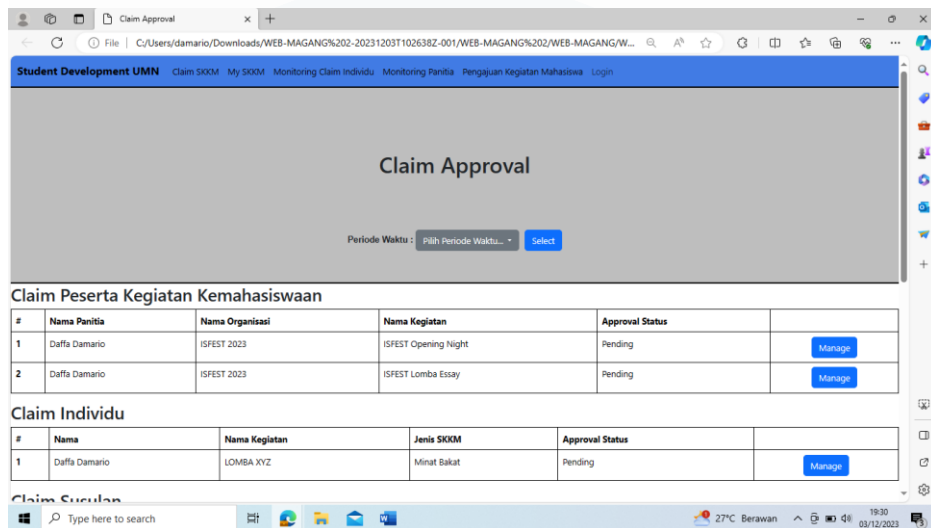 Claim Approval
File
C:/Users/damario/Downloads/WEB-MAGANG%202-20231203T102638Z-001/WEB-MAGANG%202/WEB-MAGANG/W...
Student Development UMN Claim SKKM My SKKM Monitoring Claim Individu Monitoring Panitia Pengajuan Kegiatan Mahasiswa Login
Claim Approval
Periode Waktu : Pilih Periode Waktu... Select
Claim Peserta Kegiatan Kemahasiswaan
# Nama Panitia Nama Organisasi Nama Kegiatan Approval Status
1 Daffa Damario ISFEST 2023 ISFEST Opening Night Pending Manage
2 Daffa Damario ISFEST 2023 ISFEST Lomba Essay Pending Manage
Claim Individu
# Nama Nama Kegiatan Jenis SKKM Approval Status
1 Daffa Damario LOMBA XYZ Minat Bakat Pending Manage
Claim Susulan
Type here to search
27°C Berawan
19:30
03/12/2023